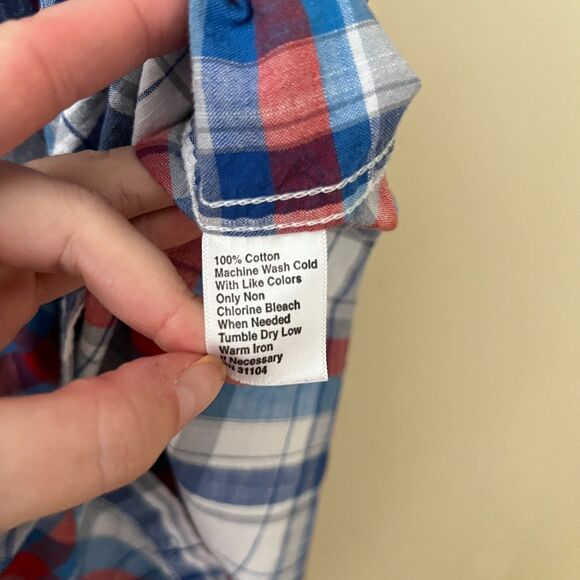 100% Cotton
Machine Wash Cold
With Like Colors
Only Non
Chlorine Bleach
When Needed
Tumble Dry Low
Warm Iron
Necessary
31104